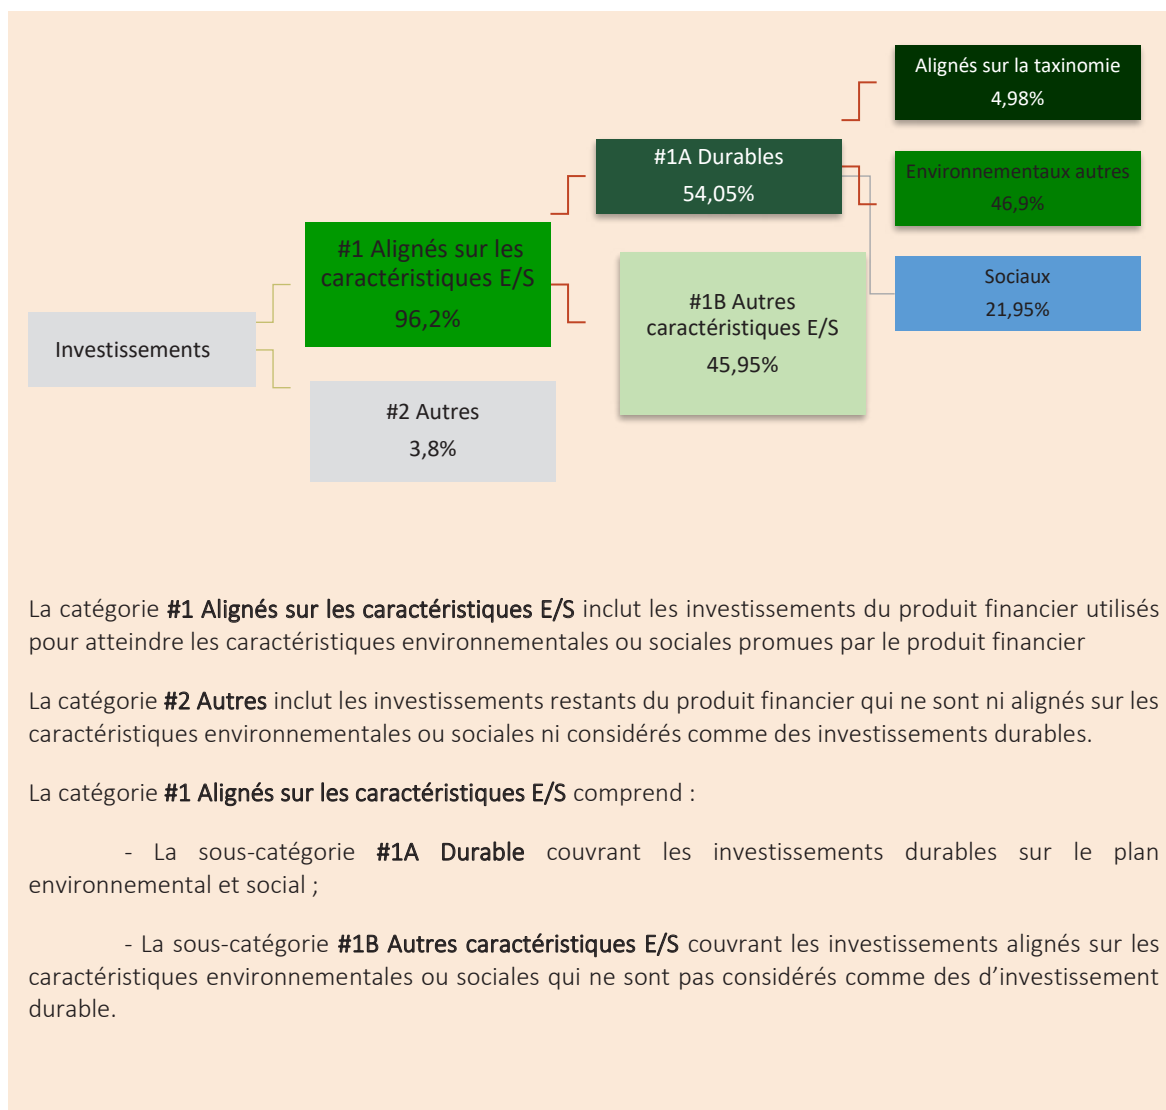 Alignés sur la taxinomie
4,98%
#1A Durables
54,05%
Environnementaux autres
46,9%
#1 Alignés sur les
caractéristiques E/S
96,2%
Sociaux
21,95%
#1B Autres
caractéristiques E/S
45,95%
Investissements
#2 Autres
3,8%
La catégorie #1 Alignés sur les caractéristiques E/S inclut les investissements du produit financier utilisés
pour atteindre les caractéristiques environnementales ou sociales promues par le produit financier
La catégorie #2 Autres inclut les investissements restants du produit financier qui ne sont ni alignés sur les
caractéristiques environnementales ou sociales ni considérés comme des investissements durables.
La catégorie #1 Alignés sur les caractéristiques E/S comprend :
- La sous-catégorie #1A Durable couvrant les investissements durables sur le plan
environnemental et social ;
- La sous-catégorie #1B Autres caractéristiques E/S couvrant les investissements alignés sur les
caractéristiques environnementales ou sociales qui ne sont pas considérés comme des d’investissement
durable.